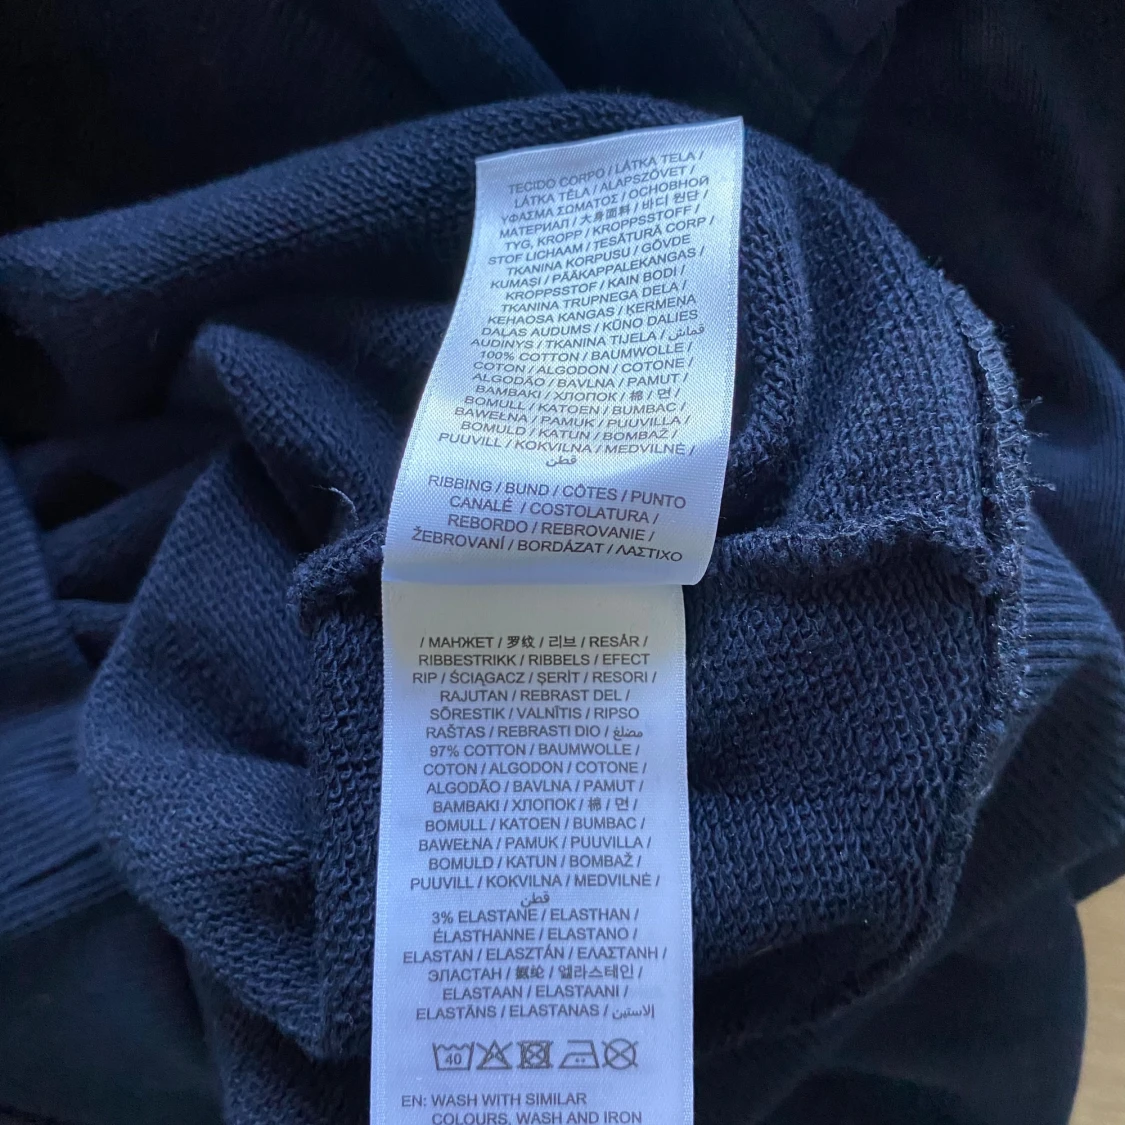 TECIDO CORPO / LÁTKA TELA /
LÁTKA TĚLA / ALAPSZÖVET /
ΥΦΑΣΜΑ ΣΩΜΑΤΟΣ / ОСНОВНОЙ
МАТЕРИАЛ / 大身面料 / 바디 원단 /
TYG, KROPP / KROPPSSTOFF /
STOF LICHAAM / ȚESĂTURĂ CORP /
TKANINA KORPUSU / GÖVDE
KUMAŞI / PÄÄKAPPALEKANGAS /
KROPPSSTOF / KAIN BODI /
TKANINA TRUPNEGA DELA /
KEHAOSA KANGAS / ĶERMEŅA
DAĻAS AUDUMS / KŪNO DALIES
AUDINYS / TKANINA TIJELA / قماش
100% COTTON / BAUMWOLLE /
COTON / ALGODON / COTONE /
ALGODÃO / BAVLNA / PAMUT /
ΒΑΜΒΑΚΙ / ХЛОПОК / 棉 / 면 /
BOMULL / KATOEN / BUMBAC /
BAWEŁNA / PAMUK / PUUVILLA /
BOMULD / KATUN / BOMBAŽ /
PUUVILL / KOKVILNA / MEDVILNĖ /
قطن
RIBBING / BUND / CÔTES / PUNTO
CANALÉ / COSTOLATURA /
REBORDO / REBROVANIE /
ŽEBROVANÍ / BORDÁZAT / ΛΑΣΤΙΧΟ
/ МАНЖЕТ / 罗纹 / 리브 / RESÅR /
RIBBESTRIKK / RIBBELS / EFECT
RIP / ŚCIĄGACZ / ŞERİT / RESORI /
RAJUTAN / REBRAST DEL /
SÕRESTIK / VALNĪTIS / RIPSO
RAŠTAS / REBRASTI DIO / مضلع
97% COTTON / BAUMWOLLE /
COTON / ALGODON / COTONE /
ALGODÃO / BAVLNA / PAMUT /
ΒΑΜΒΑΚΙ / ХЛОПОК / 棉 / 면 /
BOMULL / KATOEN / BUMBAC /
BAWEŁNA / PAMUK / PUUVILLA /
BOMULD / KATUN / BOMBAŽ /
PUUVILL / KOKVILNA / MEDVILNĖ /
قطن
3% ELASTANE / ELASTHAN /
ÉLASTHANNE / ELASTANO /
ELASTAN / ELASZTÁN / ΕΛΑΣΤΑΝΗ /
ЭЛАСТАН / 氨纶 / 엘라스테인 /
ELASTAAN / ELASTAANI /
ELASTĀNS / ELASTANAS / إلاستين
40
EN: WASH WITH SIMILAR
COLOURS, WASH AND IRON